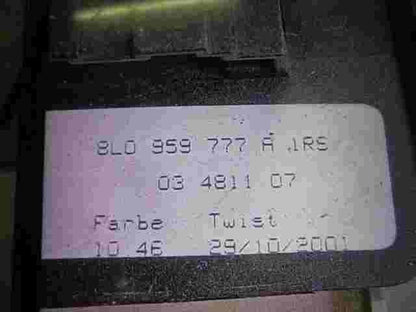 8L0 959 777 A 1RS
03 4811 07
Farbe Twist
10.46 29/10/2001